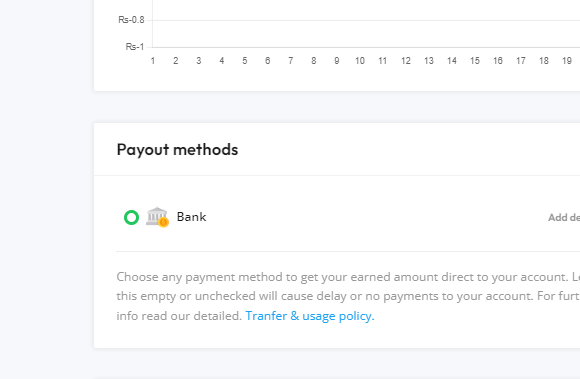 Rs-0.8
Rs-1
1 2 3 4 5 6 7 8 9 10 11 12 13 14 15 16 17 18 19
Payout methods
Bank Add de
Choose any payment method to get your earned amount direct to your account. Le
this empty or unchecked will cause delay or no payments to your account. For furt
info read our detailed. Tranfer & usage policy.